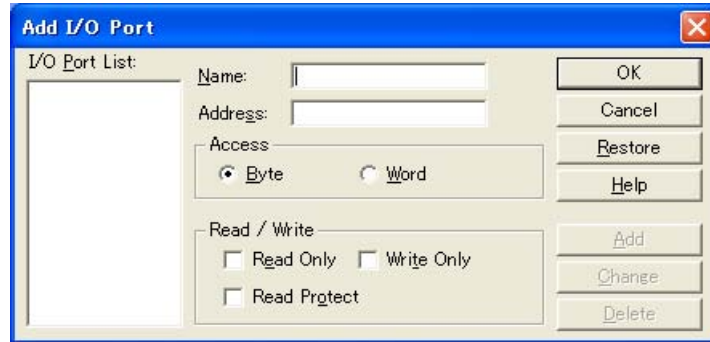 Add I/O Port
I/O Port List:
Name:
Address:
Access
Byte
Word
Read / Write
Read Only
Write Only
Read Protect
OK
Cancel
Restore
Help
Add
Change
Delete